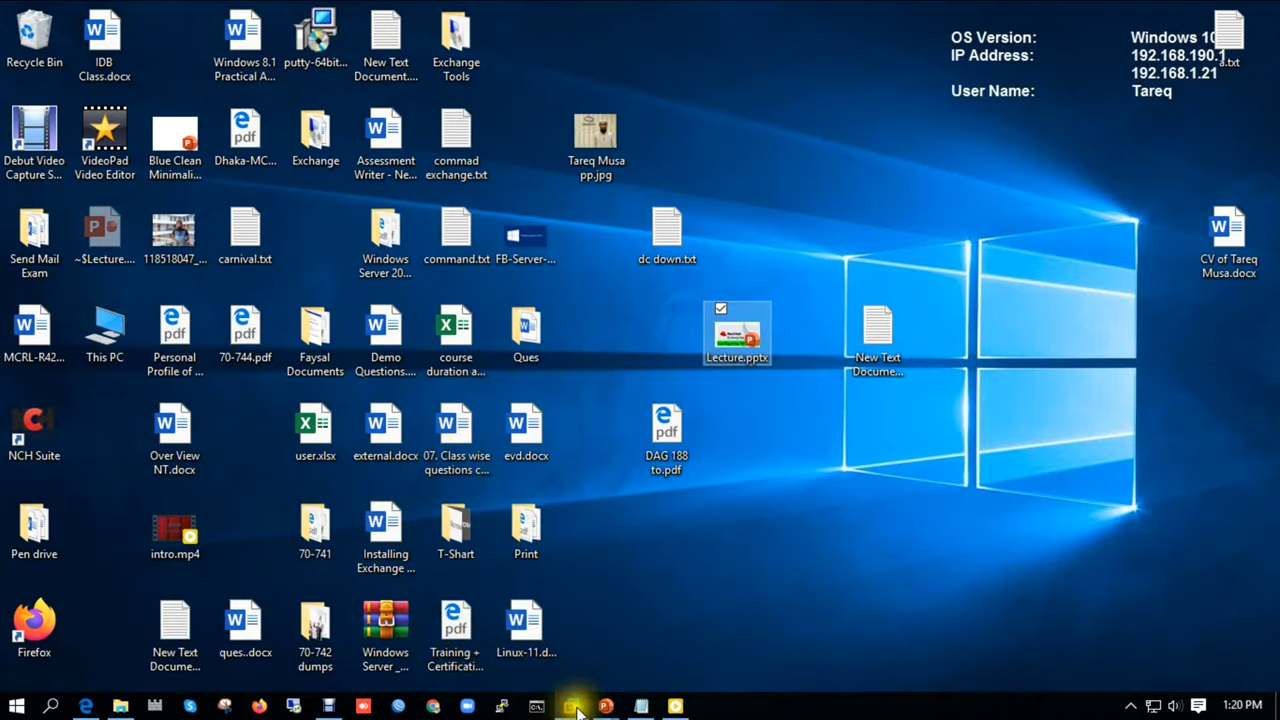 OS Version: Windows 10
IP Address: 192.168.190.1
192.168.1.21
User Name: Tareq
Recycle Bin
IDB
Class.docx
Windows 8.1
Practical A...
putty-64bit...
New Text
Document....
Exchange
Tools
a.txt
Debut Video
Capture S...
VideoPad
Video Editor
Blue Clean
Minimali...
Dhaka-MC...
Exchange
Assessment
Writer - Ne...
commad
exchange.txt
Tareq Musa
pp.jpg
Send Mail
Exam
~$Lecture....
118518047_...
carnival.txt
Windows
Server 20...
command.txt
FB-Server-...
dc down.txt
CV of Tareq
Musa.docx
MCRL-R42...
This PC
Personal
Profile of ...
70-744.pdf
Faysal
Documents
Demo
Questions....
course
duration a...
Ques
Lecture.pptx
New Text
Docume...
NCH Suite
Over View
NT.docx
user.xlsx
external.docx
07. Class wise
questions c...
evd.docx
DAG 188
to.pdf
Pen drive
intro.mp4
70-741
Installing
Exchange ...
T-Shart
Print
Firefox
New Text
Docume...
ques..docx
70-742
dumps
Windows
Server _...
Training +
Certificati...
Linux-11.d...
1:20 PM